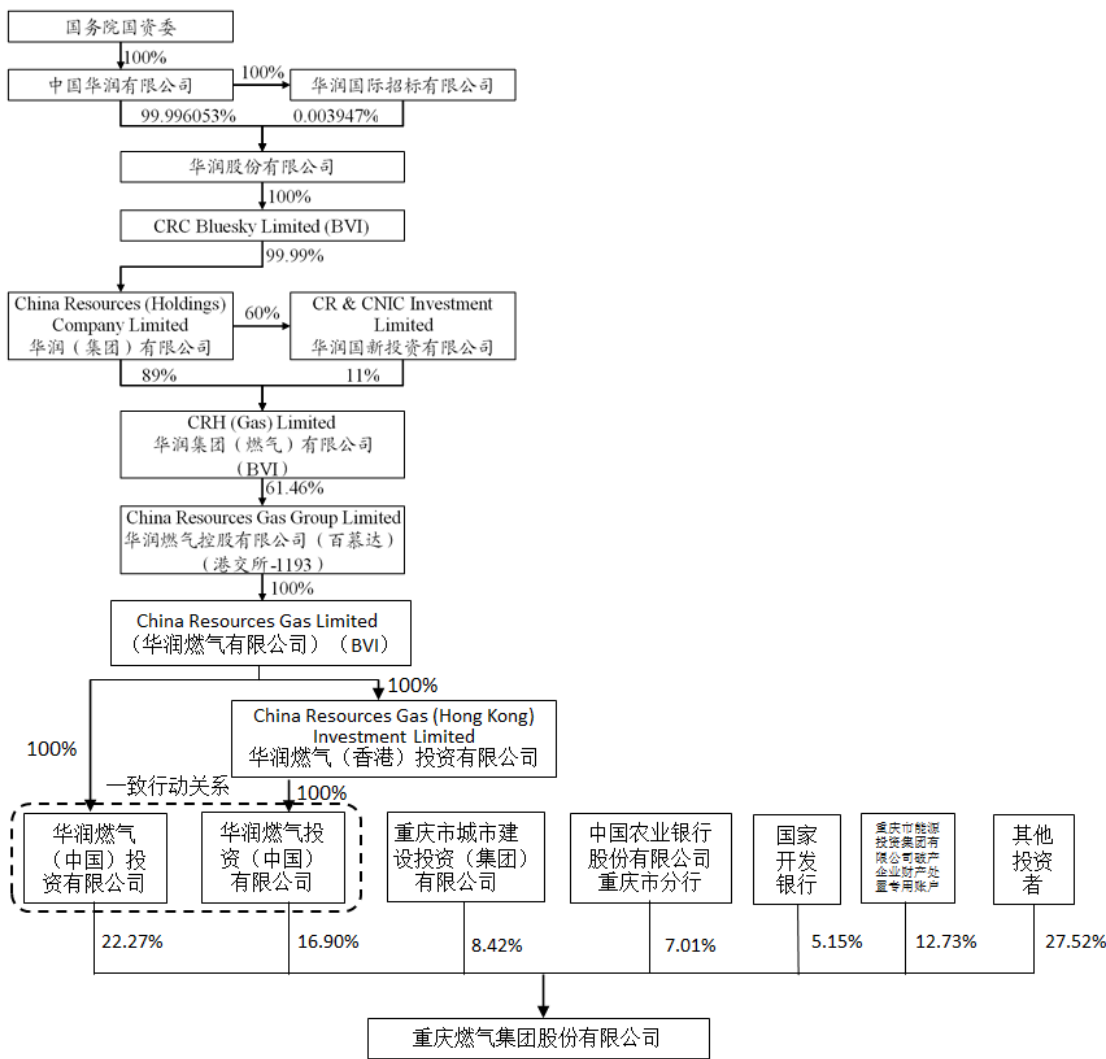 国务院国资委
100%
中国华润有限公司
100%
华润国际招标有限公司
99.996053%
0.003947%
华润股份有限公司
100%
CRC Bluesky Limited (BVI)
99.99%
China Resources (Holdings)
Company Limited
华润（集团）有限公司
60%
CR & CNIC Investment
Limited
华润国新投资有限公司
89%
11%
CRH (Gas) Limited
华润集团（燃气）有限公司
(BVI)
61.46%
China Resources Gas Group Limited
华润燃气控股有限公司（百慕达）
（港交所-1193）
100%
China Resources Gas Limited
（华润燃气有限公司）（BVI）
100%
China Resources Gas (Hong Kong)
Investment Limited
华润燃气（香港）投资有限公司
100%
一致行动关系
100%
华润燃气
（中国）投
资有限公司
华润燃气投
资（中国）
有限公司
重庆市城市建
设投资（集团）
有限公司
中国农业银行
股份有限公司
重庆市分行
国家
开发
银行
重庆市能源
投资集团有
限公司破产
企业财产处
置专用账户
其他
投资
者
22.27%
16.90%
8.42%
7.01%
5.15%
12.73%
27.52%
重庆燃气集团股份有限公司